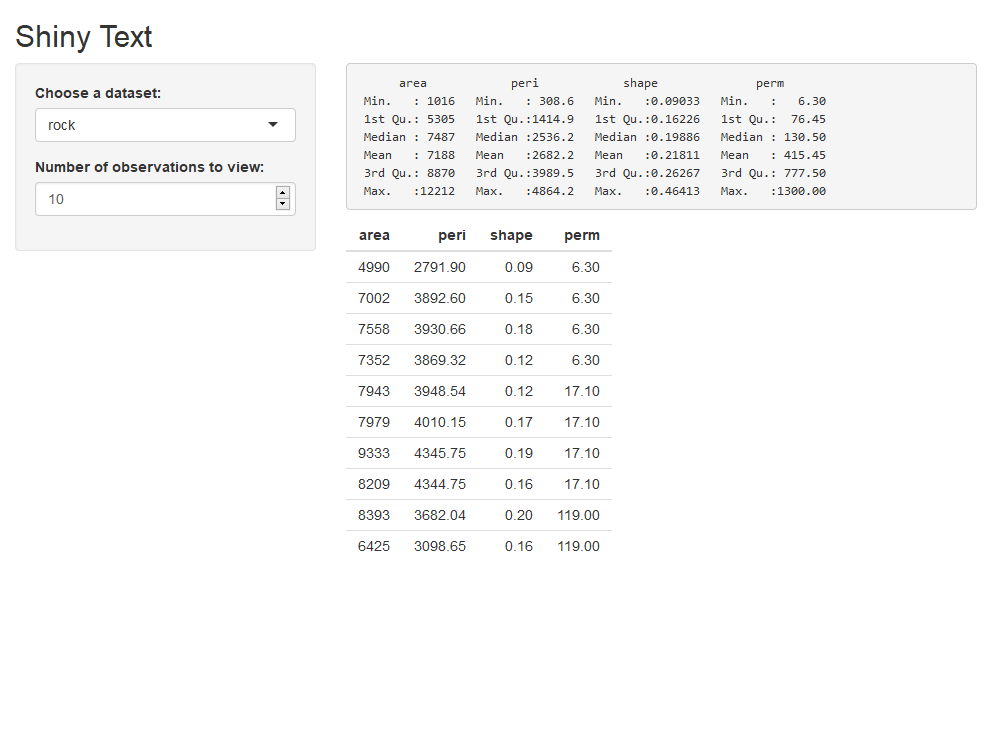 Shiny Text
Choose a dataset:
rock
Number of observations to view:
10
area peri shape perm
Min. : 1016 Min. : 308.6 Min. :0.09033 Min. : 6.30
1st Qu.: 5305 1st Qu.:1414.9 1st Qu.:0.16226 1st Qu.: 76.45
Median : 7487 Median :2536.2 Median :0.19886 Median : 130.50
Mean : 7188 Mean :2682.2 Mean :0.21811 Mean : 415.45
3rd Qu.: 8870 3rd Qu.:3989.5 3rd Qu.:0.26267 3rd Qu.: 777.50
Max. :12212 Max. :4864.2 Max. :0.46413 Max. :1300.00
area peri shape perm
4990 2791.90 0.09 6.30
7002 3892.60 0.15 6.30
7558 3930.66 0.18 6.30
7352 3869.32 0.12 6.30
7943 3948.54 0.12 17.10
7979 4010.15 0.17 17.10
9333 4345.75 0.19 17.10
8209 4344.75 0.16 17.10
8393 3682.04 0.20 119.00
6425 3098.65 0.16 119.00